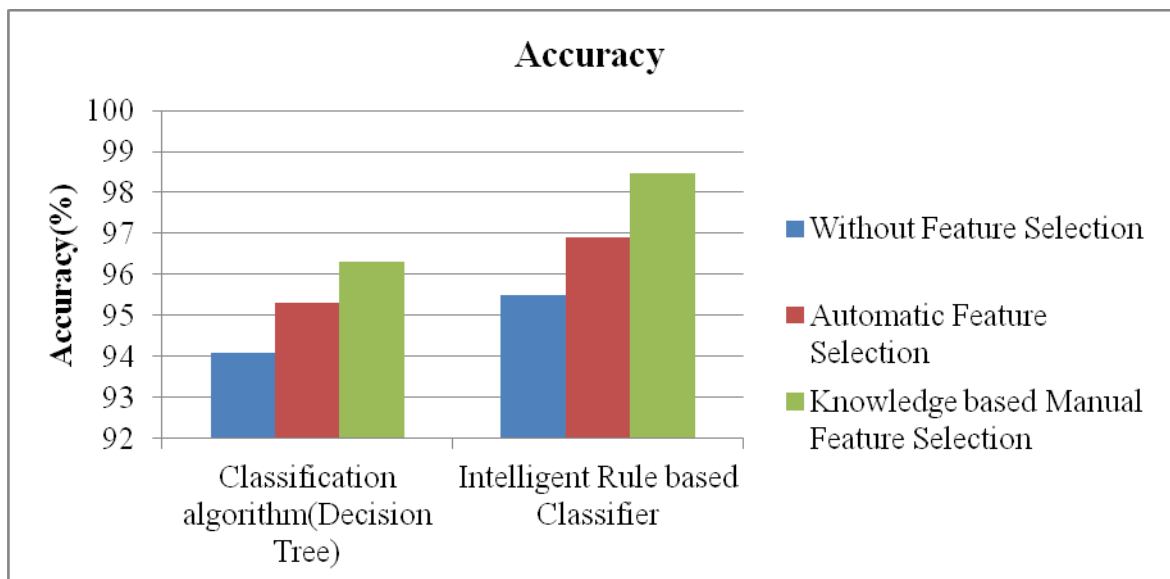 Accuracy
Accuracy(%)
100
99
98
97
96
95
94
93
92
Classification
algorithm(Decision
Tree)
Intelligent Rule based
Classifier
Without Feature Selection
Automatic Feature
Selection
Knowledge based Manual
Feature Selection